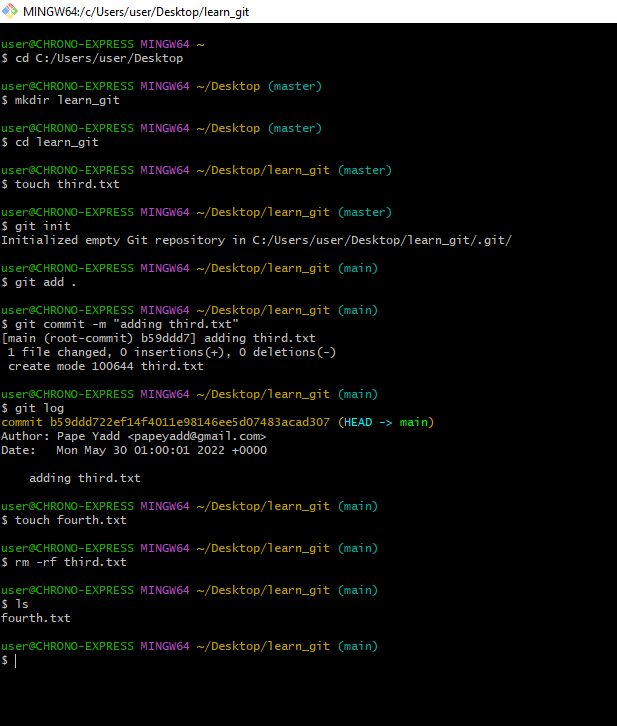 MINGW64:/c/Users/user/Desktop/learn_git
user@CHRONO-EXPRESS MINGW64 ~
$ cd C:/Users/user/Desktop
user@CHRONO-EXPRESS MINGW64 ~/Desktop (master)
$ mkdir learn_git
user@CHRONO-EXPRESS MINGW64 ~/Desktop (master)
$ cd learn_git
user@CHRONO-EXPRESS MINGW64 ~/Desktop/learn_git (master)
$ touch third.txt
user@CHRONO-EXPRESS MINGW64 ~/Desktop/learn_git (master)
$ git init
Initialized empty Git repository in C:/Users/user/Desktop/learn_git/.git/
user@CHRONO-EXPRESS MINGW64 ~/Desktop/learn_git (main)
$ git add .
user@CHRONO-EXPRESS MINGW64 ~/Desktop/learn_git (main)
$ git commit -m "adding third.txt"
[main (root-commit) b59ddd7] adding third.txt
 1 file changed, 0 insertions(+), 0 deletions(-)
 create mode 100644 third.txt
user@CHRONO-EXPRESS MINGW64 ~/Desktop/learn_git (main)
$ git log
commit b59ddd722ef14f4011e98146ee5d07483acad307 (HEAD -> main)
Author: Pape Yadd <papeyadd@gmail.com>
Date:   Mon May 30 01:00:01 2022 +0000
    adding third.txt
user@CHRONO-EXPRESS MINGW64 ~/Desktop/learn_git (main)
$ touch fourth.txt
user@CHRONO-EXPRESS MINGW64 ~/Desktop/learn_git (main)
$ rm -rf third.txt
user@CHRONO-EXPRESS MINGW64 ~/Desktop/learn_git (main)
$ ls
fourth.txt
user@CHRONO-EXPRESS MINGW64 ~/Desktop/learn_git (main)
$